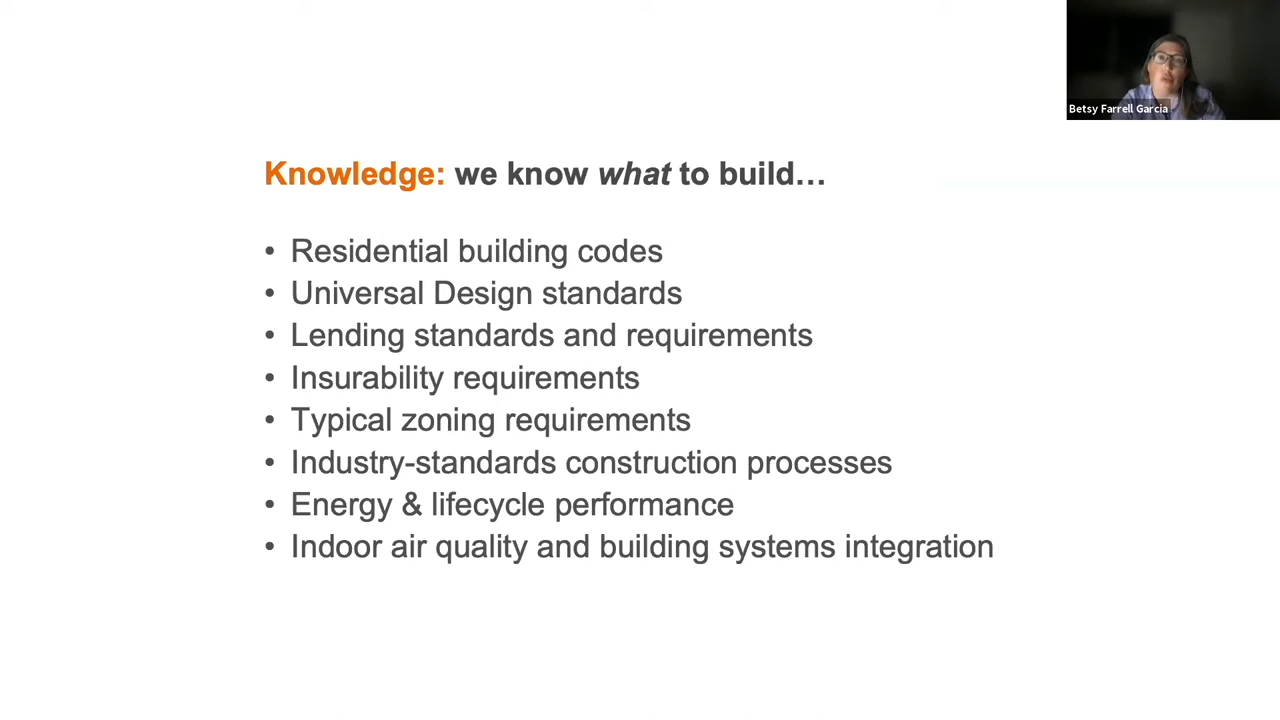 Betsy Farrell Garcia
Knowledge: we know what to build…
• Residential building codes
• Universal Design standards
• Lending standards and requirements
• Insurability requirements
• Typical zoning requirements
• Industry-standards construction processes
• Energy & lifecycle performance
• Indoor air quality and building systems integration